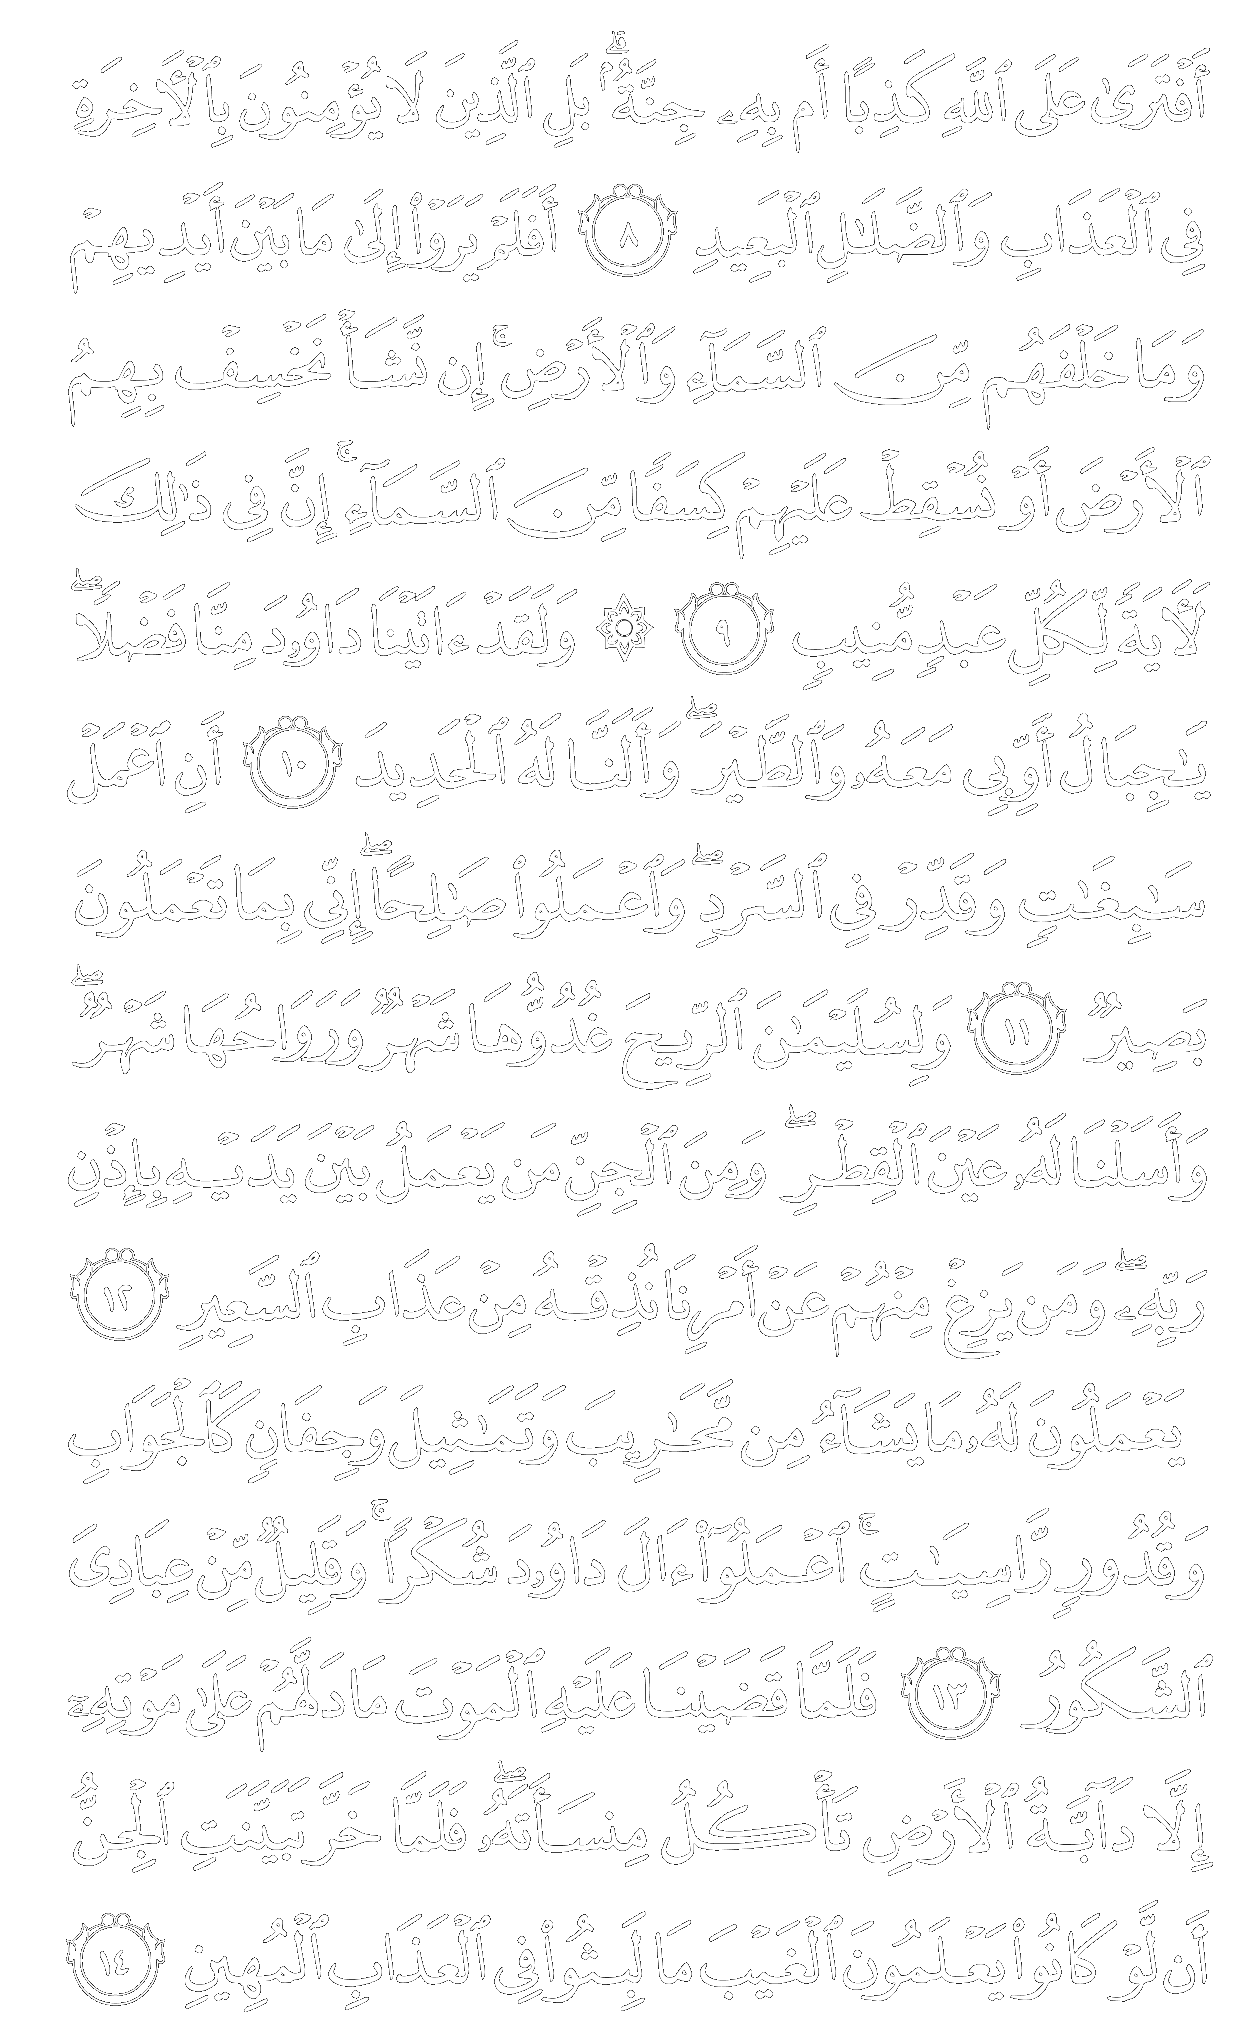 أَفْتَرَىٰ عَلَى ٱللَّهِ كَذِبًا أَم بِهِۦ جِنَّةٌۢ ۗ بَلِ ٱلَّذِينَ لَا يُؤْمِنُونَ بِٱلْأَخِرَةِ
فِى ٱلْعَذَابِ وَٱلضَّلَـٰلِ ٱلْبَعِيدِ ٨ أَفَلَمْ يَرَوْا۟ إِلَىٰ مَا بَيْنَ أَيْدِيهِمْ
وَمَا خَلْفَهُم مِّنَ ٱلسَّمَآءِ وَٱلْأَرْضِ ۚ إِن نَّشَأْ نَخْسِفْ بِهِمُ
ٱلْأَرْضَ أَوْ نُسْقِطْ عَلَيْهِمْ كِسَفًا مِّنَ ٱلسَّمَآءِ ۚ إِنَّ فِى ذَٰلِكَ
لَـَٔايَةً لِّكُلِّ عَبْدٍ مُّنِيبٍ ٩ ۞ وَلَقَدْ ءَاتَيْنَا دَاوُۥدَ مِنَّا فَضْلًا ۖ
يَـٰجِبَالُ أَوِّبِى مَعَهُۥ وَٱلطَّيْرَ ۖ وَأَلَنَّا لَهُ ٱلْحَدِيدَ ١٠ أَنِ ٱعْمَلْ
سَـٰبِغَـٰتٍ وَقَدِّرْ فِى ٱلسَّرْدِ ۖ وَٱعْمَلُوا۟ صَـٰلِحًا ۖ إِنِّى بِمَا تَعْمَلُونَ
بَصِيرٌ ١١ وَلِسُلَيْمَـٰنَ ٱلرِّيحَ غُدُوُّهَا شَهْرٌ وَرَوَاحُهَا شَهْرٌ ۖ
وَأَسَلْنَا لَهُۥ عَيْنَ ٱلْقِطْرِ ۖ وَمِنَ ٱلْجِنِّ مَن يَعْمَلُ بَيْنَ يَدَيْهِ بِإِذْنِ
رَبِّهِۦ ۖ وَمَن يَزِغْ مِنْهُمْ عَنْ أَمْرِنَا نُذِقْهُ مِنْ عَذَابِ ٱلسَّعِيرِ ١٢
يَعْمَلُونَ لَهُۥ مَا يَشَآءُ مِن مَّحَـٰرِيبَ وَتَمَـٰثِيلَ وَجِفَانٍ كَٱلْجَوَابِ
وَقُدُورٍ رَّاسِيَـٰتٍ ۚ ٱعْمَلُوٓا۟ ءَالَ دَاوُۥدَ شُكْرًا ۚ وَقَلِيلٌ مِّنْ عِبَادِىَ
ٱلشَّكُورُ ١٣ فَلَمَّا قَضَيْنَا عَلَيْهِ ٱلْمَوْتَ مَا دَلَّهُمْ عَلَىٰ مَوْتِهِۦٓ
إِلَّا دَآبَّةُ ٱلْأَرْضِ تَأْكُلُ مِنسَأَتَهُۥ ۖ فَلَمَّا خَرَّ تَبَيَّنَتِ ٱلْجِنُّ
أَن لَّوْ كَانُوا۟ يَعْلَمُونَ ٱلْغَيْبَ مَا لَبِثُوا۟ فِى ٱلْعَذَابِ ٱلْمُهِينِ ١٤